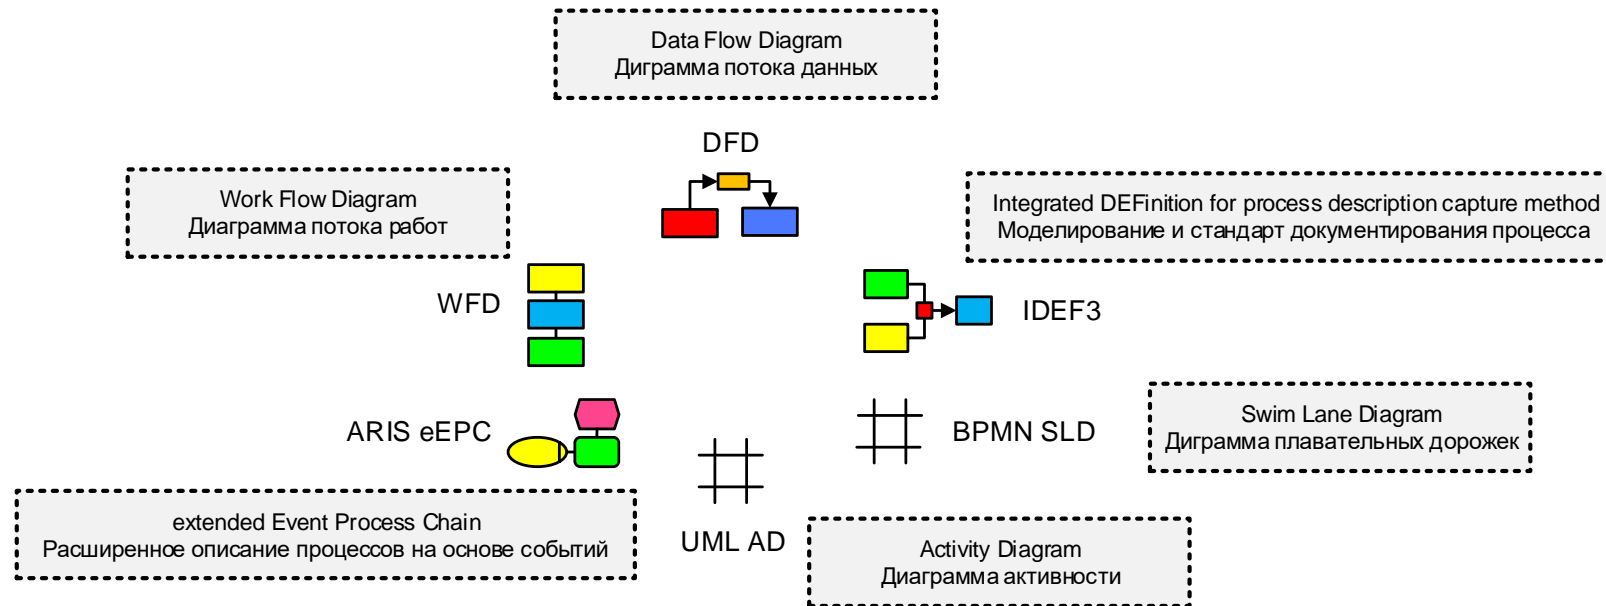 Data Flow Diagram
Диграмма потока данных
DFD
Work Flow Diagram
Диаграмма потока работ
Integrated DEFinition for process description capture method
Моделирование и стандарт документирования процесса
WFD
IDEF3
ARIS eEPC
BPMN SLD
Swim Lane Diagram
Диграмма плавательных дорожек
extended Event Process Chain
Расширенное описание процессов на основе событий
UML AD
Activity Diagram
Диаграмма активности